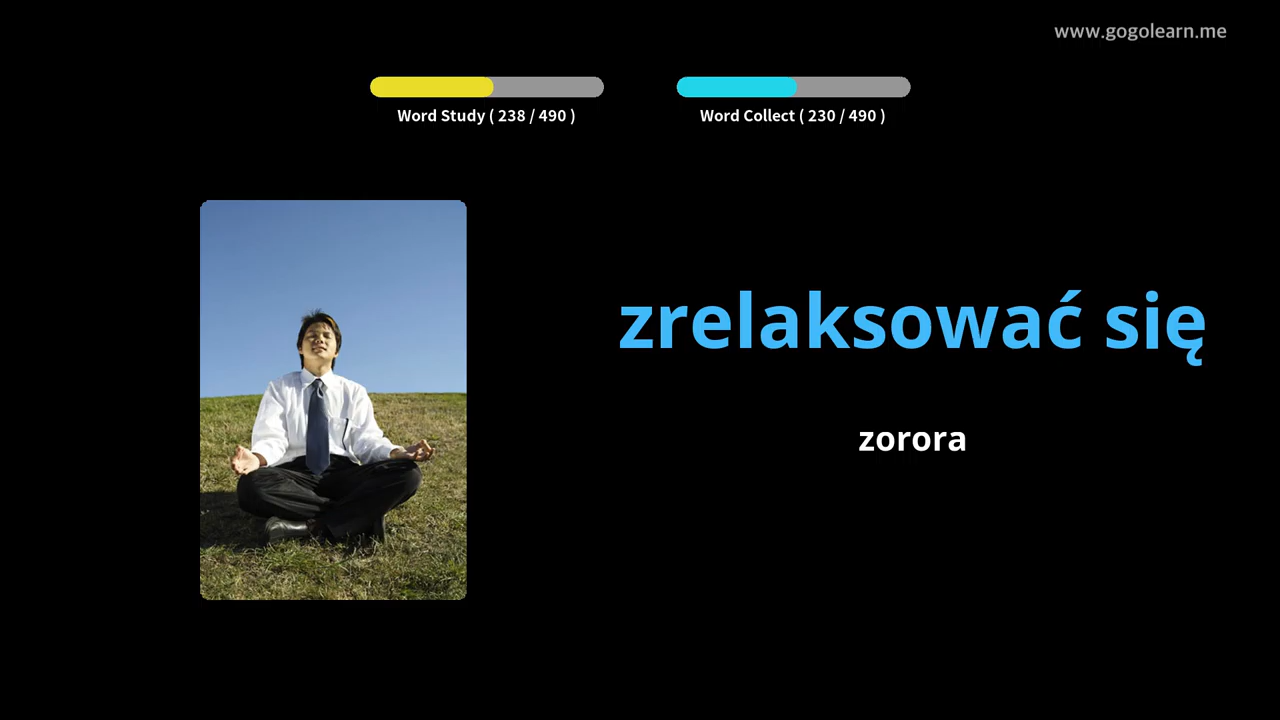 www.gogolearn.me
Word Study ( 238 / 490 )
Word Collect ( 230 / 490 )
zrelaksować się
zorora